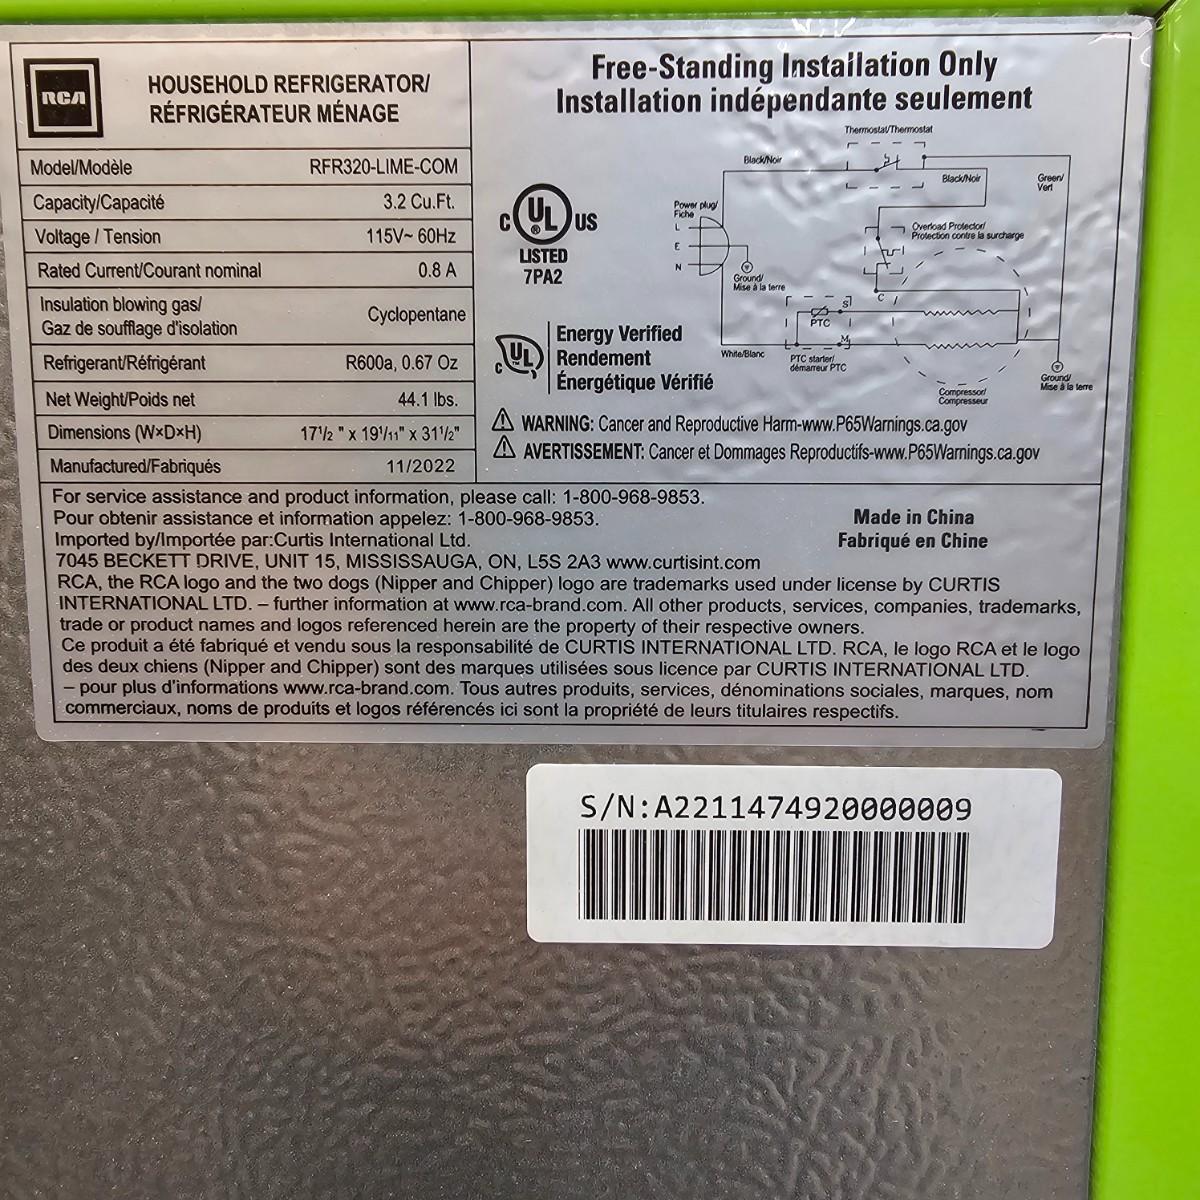 RCA
HOUSEHOLD REFRIGERATOR/
RÉFRIGÉRATEUR MÉNAGE
Model/Modèle RFR320-LIME-COM
Capacity/Capacité 3.2 Cu.Ft.
Voltage / Tension 115V~ 60Hz
Rated Current/Courant nominal 0.8 A
Insulation blowing gas/
Gaz de soufflage d'isolation Cyclopentane
Refrigerant/Réfrigérant R600a, 0.67 Oz
Net Weight/Poids net 44.1 lbs.
Dimensions (W×D×H) 17 1/2 " x 19 1/11" x 31 1/2"
Manufactured/Fabriqués 11/2022
Free-Standing Installation Only
Installation indépendante seulement
C UL ® US
LISTED
7PA2
Thermostat/Thermostat
Black/Noir
Black/Noir
Green/
Vert
Power plug/
Fiche
L
E
N
Overload Protector/
Protection contre la surcharge
Ground/
Mise à la terre
C
S
PTC
M
White/Blanc
PTC starter/
démarreur PTC
Compressor/
Compresseur
Ground/
Mise à la terre
c UL
Energy Verified
Rendement
Énergétique Vérifié
WARNING: Cancer and Reproductive Harm-www.P65Warnings.ca.gov
AVERTISSEMENT: Cancer et Dommages Reproductifs-www.P65Warnings.ca.gov
For service assistance and product information, please call: 1-800-968-9853.
Pour obtenir assistance et information appelez: 1-800-968-9853.
Imported by/Importée par:Curtis International Ltd.
7045 BECKETT DRIVE, UNIT 15, MISSISSAUGA, ON, L5S 2A3 www.curtisint.com
Made in China
Fabriqué en Chine
RCA, the RCA logo and the two dogs (Nipper and Chipper) logo are trademarks used under license by CURTIS
INTERNATIONAL LTD. – further information at www.rca-brand.com. All other products, services, companies, trademarks,
trade or product names and logos referenced herein are the property of their respective owners.
Ce produit a été fabriqué et vendu sous la responsabilité de CURTIS INTERNATIONAL LTD. RCA, le logo RCA et le logo
des deux chiens (Nipper and Chipper) sont des marques utilisées sous licence par CURTIS INTERNATIONAL LTD.
– pour plus d'informations www.rca-brand.com. Tous autres produits, services, dénominations sociales, marques, nom
commerciaux, noms de produits et logos référencés ici sont la propriété de leurs titulaires respectifs.
S/N:A2211474920000009